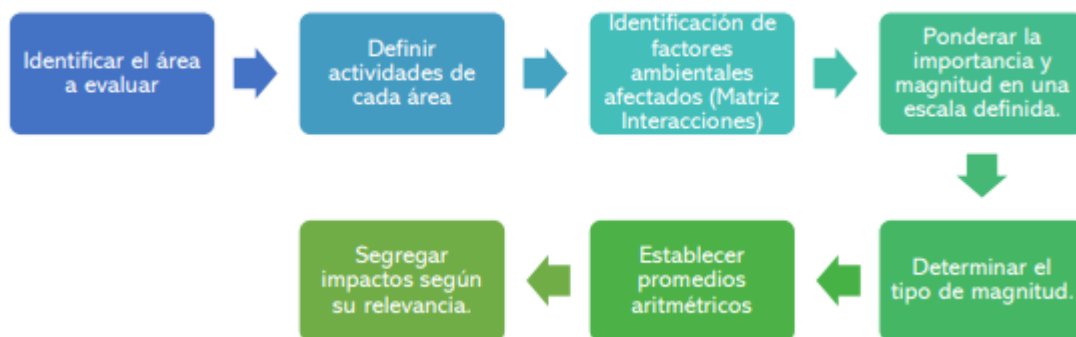 Identificar el área
a evaluar
Definir
actividades de
cada área
Identificación de
factores
ambientales
afectados (Matriz
Interacciones)
Ponderar la
importancia y
magnitud en una
escala definida.
Determinar el
tipo de magnitud.
Establecer
promedios
aritmétricos
Segregar
impactos según
su relevancia.